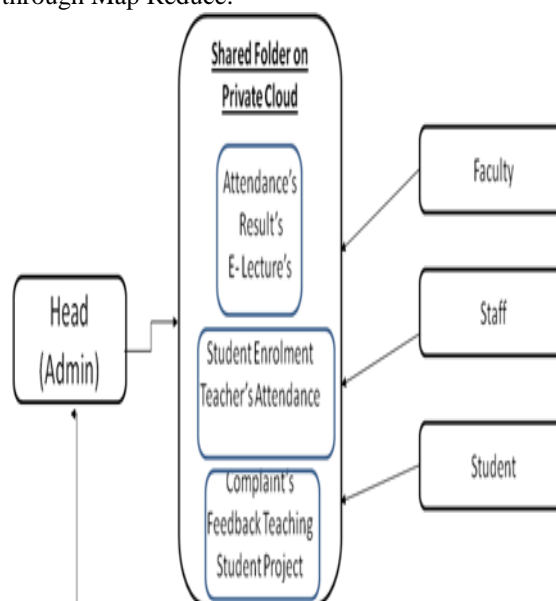 through Map Reduce.
Shared Folder on
Private Cloud
Attendance's
Result's
E- Lecture's
Student Enrolment
Teacher's Attendance
Complaint's
Feedback Teaching
Student Project
Head
(Admin)
Faculty
Staff
Student